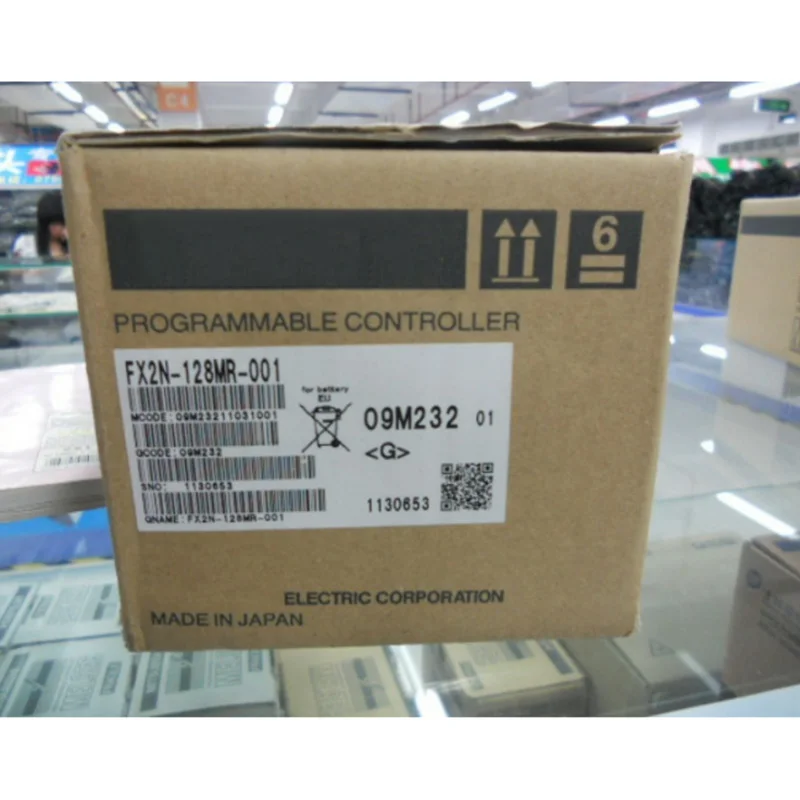 C4
6
PROGRAMMABLE CONTROLLER
FX2N-128MR-001
for battery
EU
MCODE:09M23211031001
09M232 01
QCODE:09M232
<G>
SNO: 1130653
1130653
QNAME:FX2N-128MR-001
ELECTRIC CORPORATION
MADE IN JAPAN